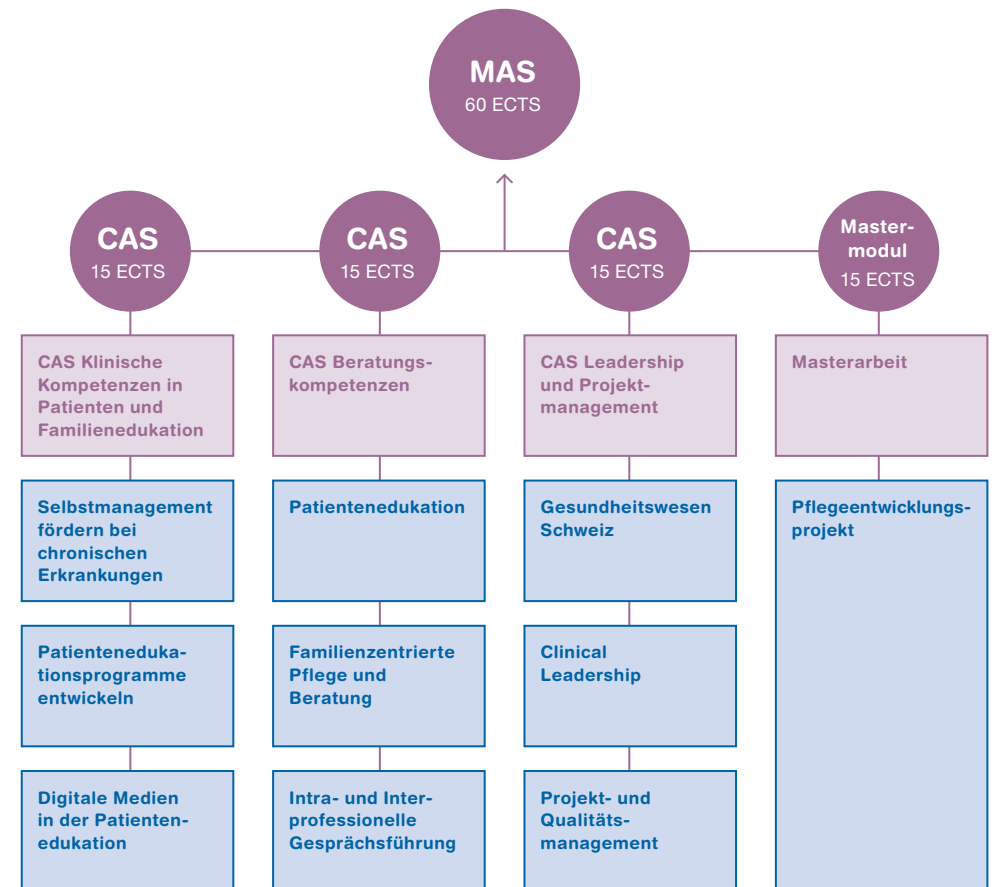 MAS
60 ECTS
CAS
15 ECTS
CAS
15 ECTS
CAS
15 ECTS
Master-
modul
15 ECTS
CAS Klinische
Kompetenzen in
Patienten und
Familienedukation
CAS Beratungs-
kompetenzen
CAS Leadership
und Projekt-
management
Masterarbeit
Selbstmanagement
fördern bei
chronischen
Erkrankungen
Patientenedukation
Gesundheitswesen
Schweiz
Pflegeentwicklungs-
projekt
Patienteneduka-
tionsprogramme
entwickeln
Familienzentrierte
Pflege und
Beratung
Clinical
Leadership
Digitale Medien
in der Patienten-
edukation
Intra- und Inter-
professionelle
Gesprächsführung
Projekt- und
Qualitäts-
management